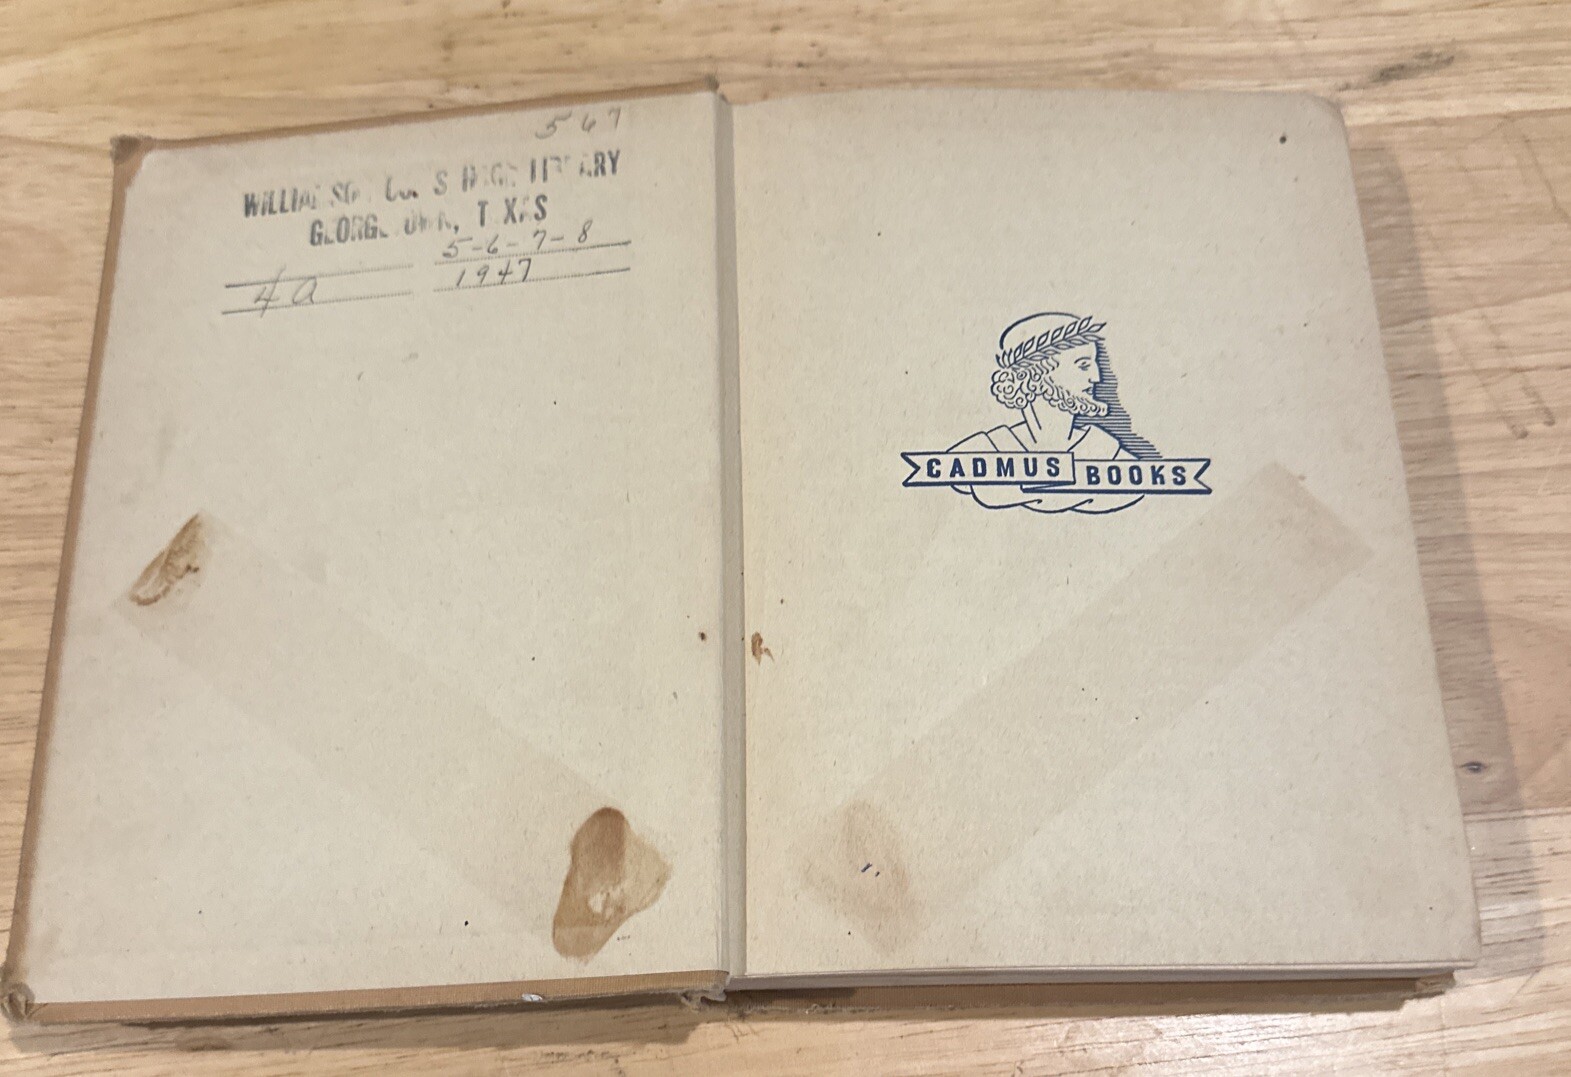 567
GEORGETOWN, TEXAS
5-6-7-8
4a
1947
CADMUS BOOKS